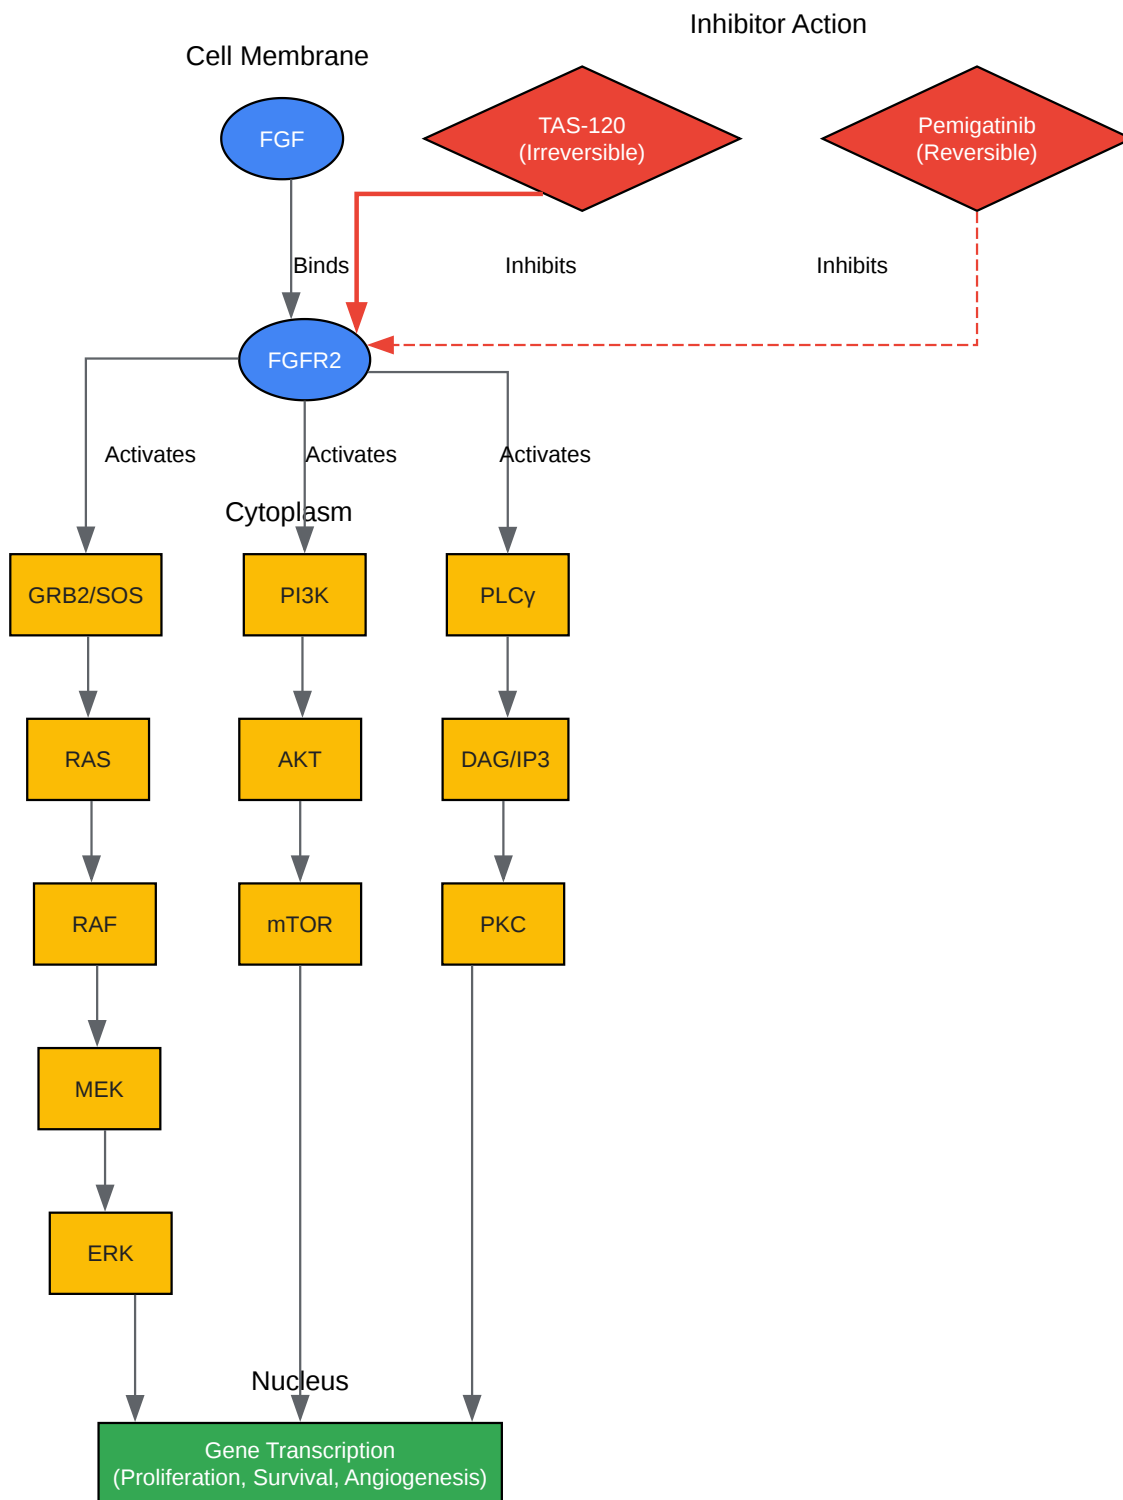 Inhibitor Action
Cell Membrane
FGF
TAS-120
(Irreversible)
Pemigatinib
(Reversible)
Binds
Inhibits
Inhibits
FGFR2
Activates
Activates
Activates
Cytoplasm
GRB2/SOS
PI3K
PLCγ
RAS
AKT
DAG/IP3
RAF
mTOR
PKC
MEK
ERK
Nucleus
Gene Transcription
(Proliferation, Survival, Angiogenesis)